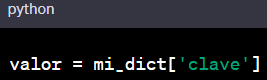 python
valor = mi_dict['clave']